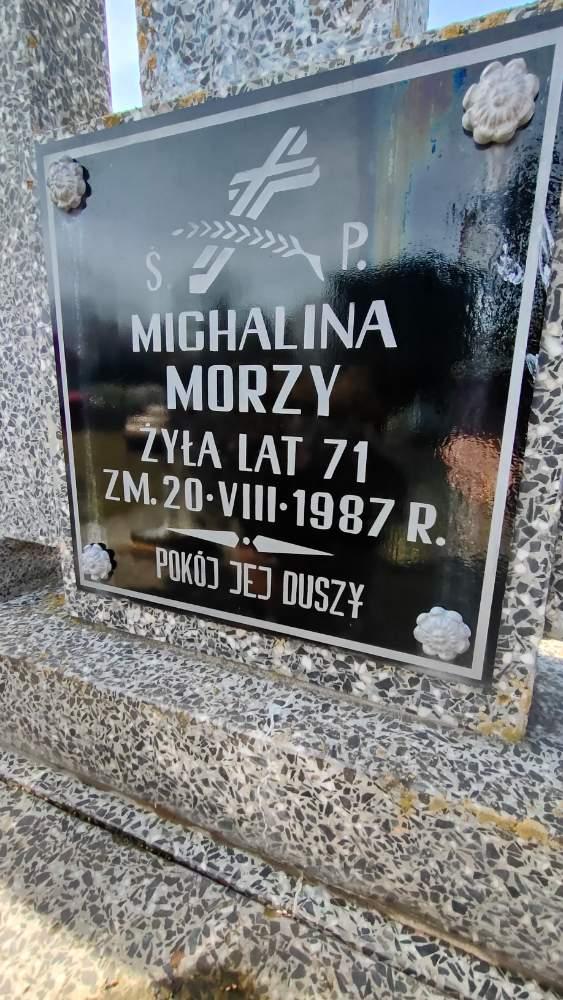 Ś. P.
MICHALINA
MORZY
ŻYŁA LAT 71
ZM. 20·VIII·1987 R.
POKÓJ JEJ DUSZY